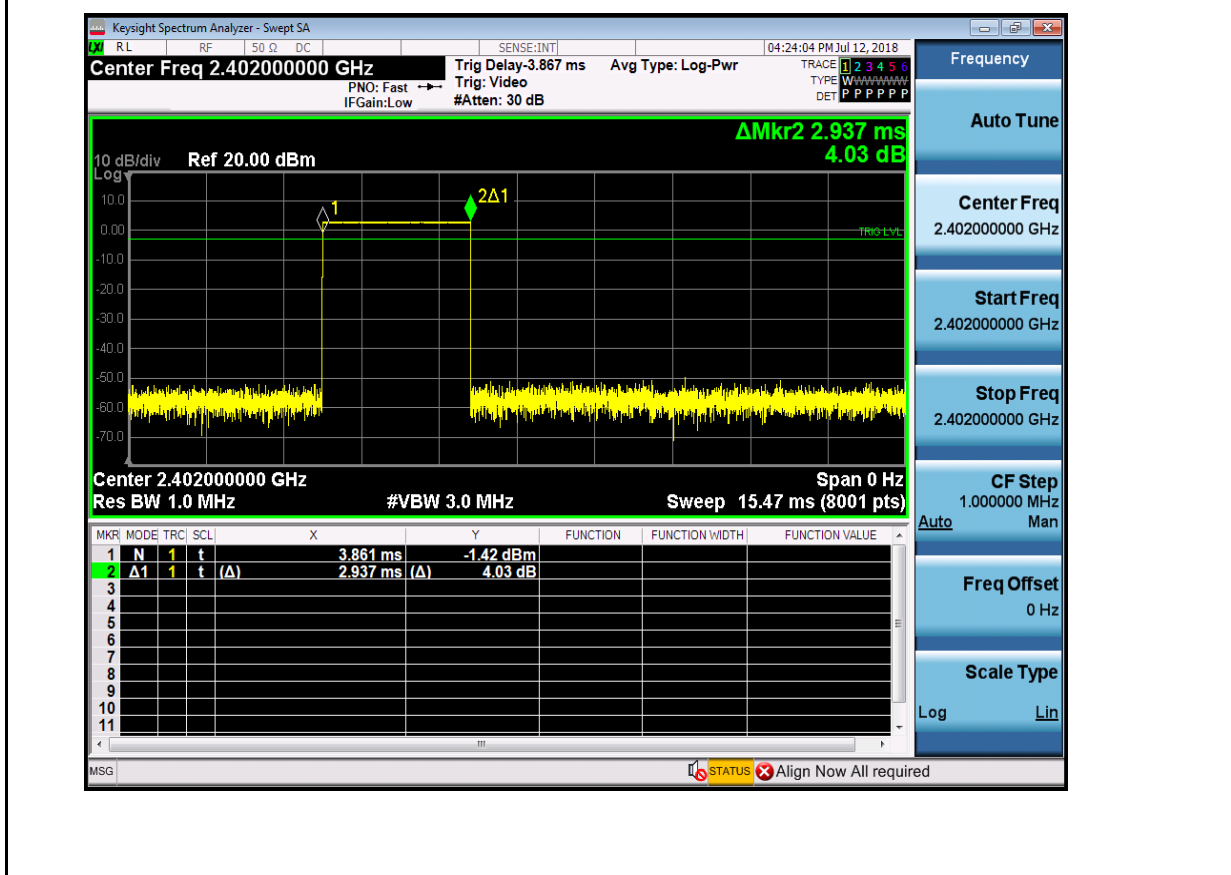 Keysight Spectrum Analyzer - Swept SA
LXI RL RF 50 Ω DC SENSE:INT 04:24:04 PM Jul 12, 2018
Center Freq 2.402000000 GHz Trig Delay-3.867 ms Avg Type: Log-Pwr TRACE 1 2 3 4 5 6
PNO: Fast Trig: Video TYPE WWWWWW
IFGain:Low #Atten: 30 dB DET P P P P P P
ΔMkr2 2.937 ms
4.03 dB
10 dB/div Ref 20.00 dBm
Log
10.0
0.00
-10.0
-20.0
-30.0
-40.0
-50.0
-60.0
-70.0
1
2Δ1
TRIG LVL
Center 2.402000000 GHz Span 0 Hz
Res BW 1.0 MHz #VBW 3.0 MHz Sweep 15.47 ms (8001 pts)
MKR MODE TRC SCL X Y FUNCTION FUNCTION WIDTH FUNCTION VALUE
1 N 1 t 3.861 ms -1.42 dBm
2 Δ1 1 t (Δ) 2.937 ms (Δ) 4.03 dB
3
4
5
6
7
8
9
10
11
MSG STATUS Align Now All required
Frequency
Auto Tune
Center Freq
2.402000000 GHz
Start Freq
2.402000000 GHz
Stop Freq
2.402000000 GHz
CF Step
1.000000 MHz
Auto Man
Freq Offset
0 Hz
Scale Type
Log Lin